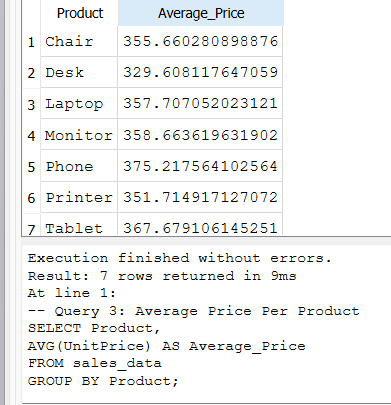 Product Average_Price
1 Chair 355.660280898876
2 Desk 329.608117647059
3 Laptop 357.707052023121
4 Monitor 358.663619631902
5 Phone 375.217564102564
6 Printer 351.714917127072
7 Tablet 367.679106145251
Execution finished without errors.
Result: 7 rows returned in 9ms
At line 1:
-- Query 3: Average Price Per Product
SELECT Product,
AVG(UnitPrice) AS Average_Price
FROM sales_data
GROUP BY Product;